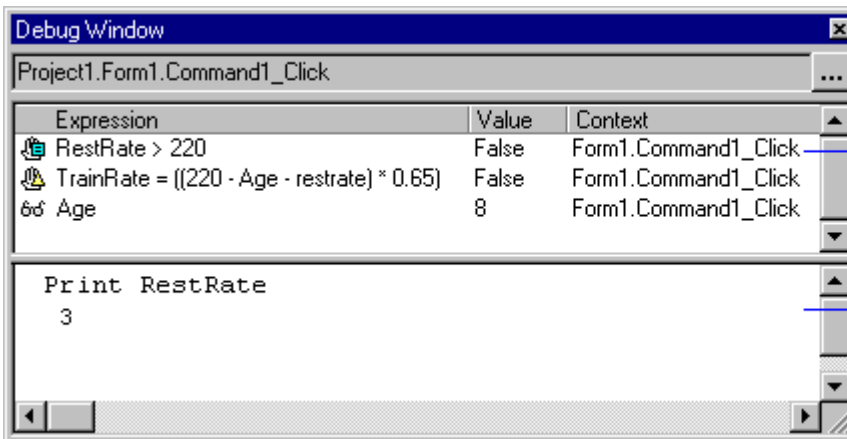 Debug Window
Project1.Form1.Command1_Click
...
Expression Value Context
RestRate > 220 False Form1.Command1_Click
TrainRate = ((220 - Age - restrate) * 0.65) False Form1.Command1_Click
Age 8 Form1.Command1_Click
Print RestRate
3